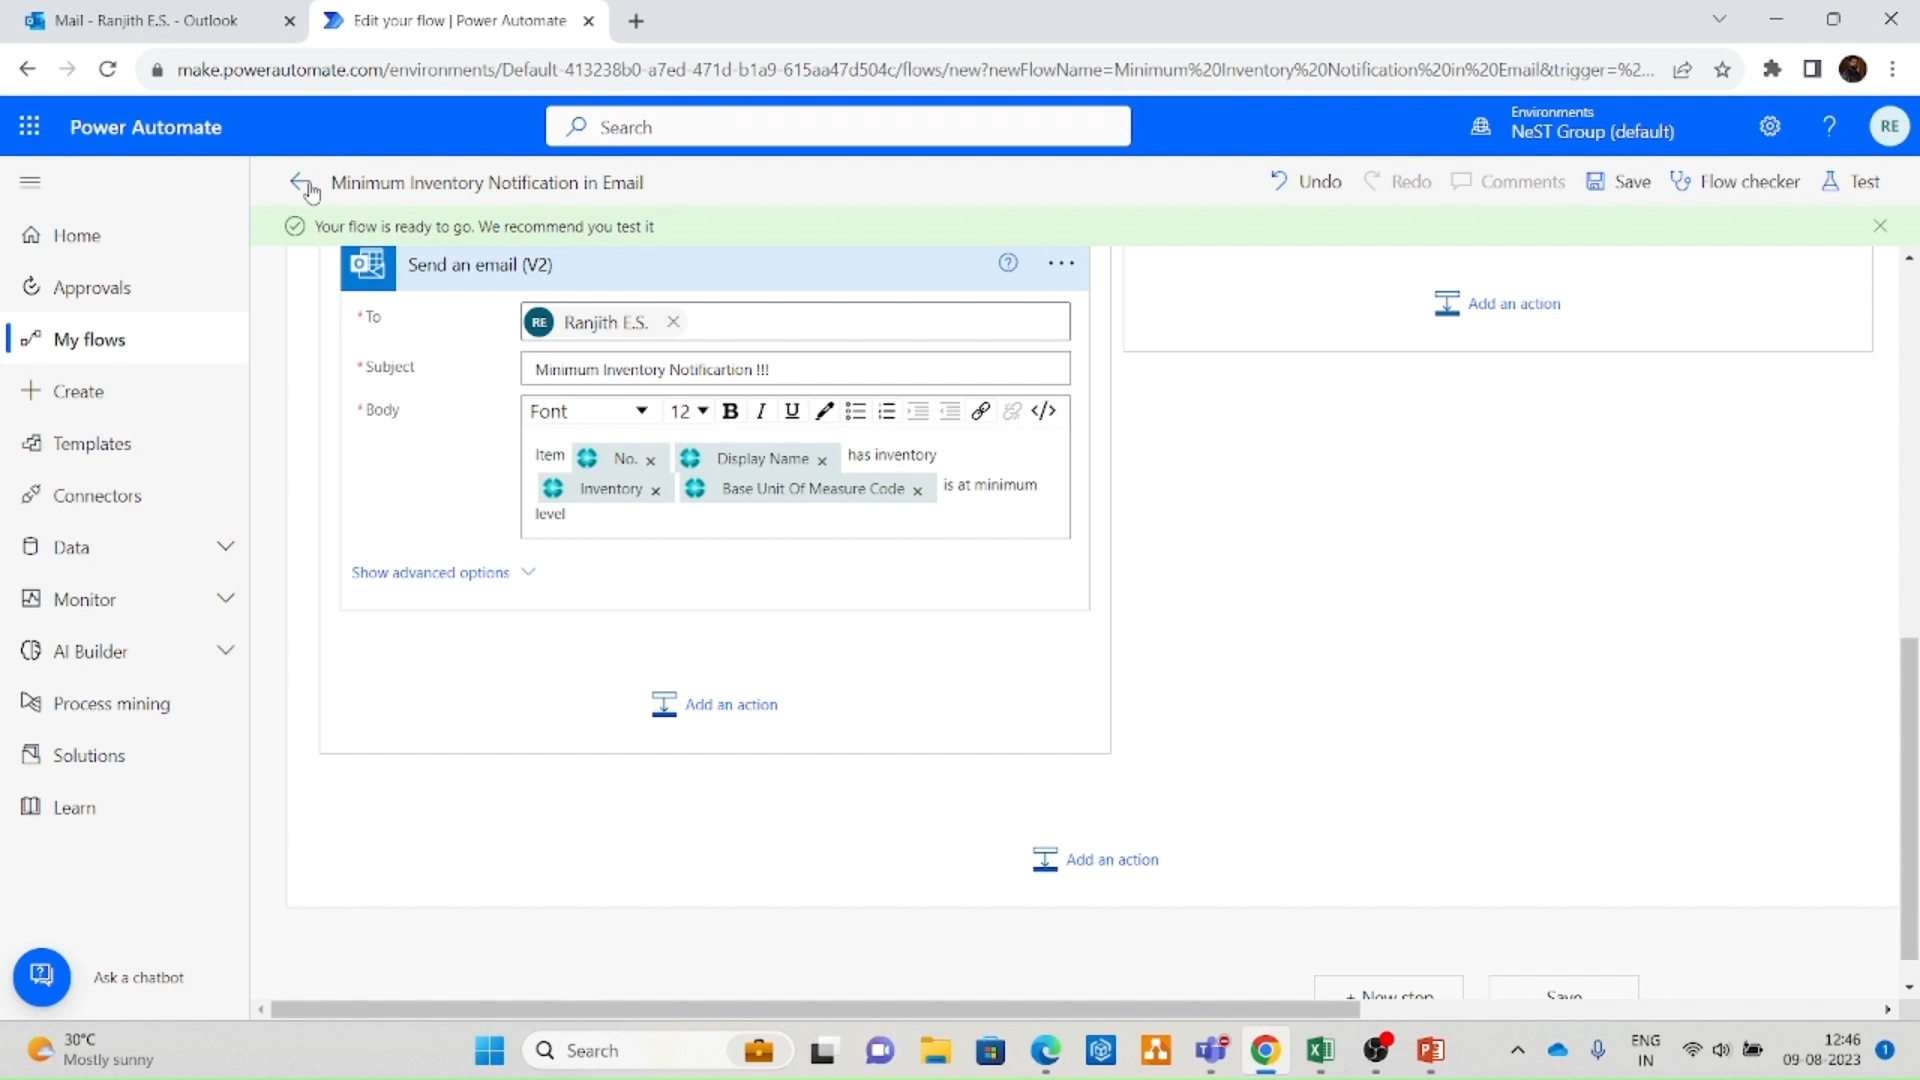 Mail - Ranjith E.S. - Outlook
Edit your flow | Power Automate
make.powerautomate.com/environments/Default-413238b0-a7ed-471d-b1a9-615aa47d504c/flows/new?newFlowName=Minimum%20Inventory%20Notification%20in%20Email&trigger=%2...
Power Automate
Search
Environments
NeST Group (default)
RE
Minimum Inventory Notification in Email
Undo
Redo
Comments
Save
Flow checker
Test
Your flow is ready to go. We recommend you test it
Home
Approvals
My flows
Create
Templates
Connectors
Data
Monitor
AI Builder
Process mining
Solutions
Learn
Ask a chatbot
Send an email (V2)
* To
RE Ranjith E.S.
* Subject
Minimum Inventory Notificartion !!!
* Body
Font 12 B I U </>
Item No. Display Name has inventory
Inventory Base Unit Of Measure Code is at minimum
level
Show advanced options
Add an action
Add an action
Add an action
+ New step
Save
30°C
Mostly sunny
Search
ENG
IN
12:46
09-08-2023
1